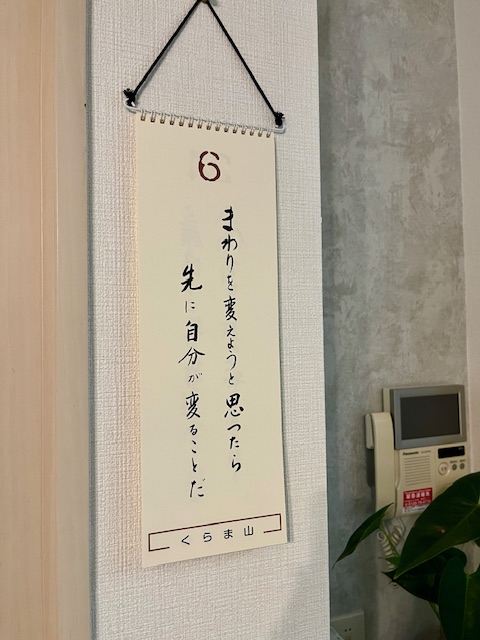 6
まわりを変えようと思ったら
先に自分が変ることだ
くらま山
Panasonic